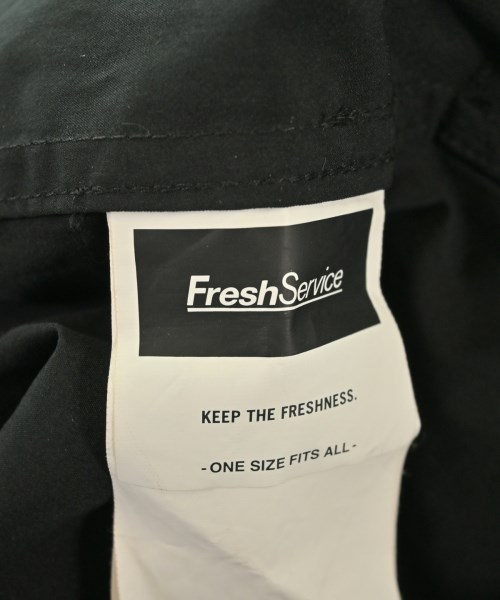 FreshService
KEEP THE FRESHNESS.
-ONE SIZE FITS ALL-